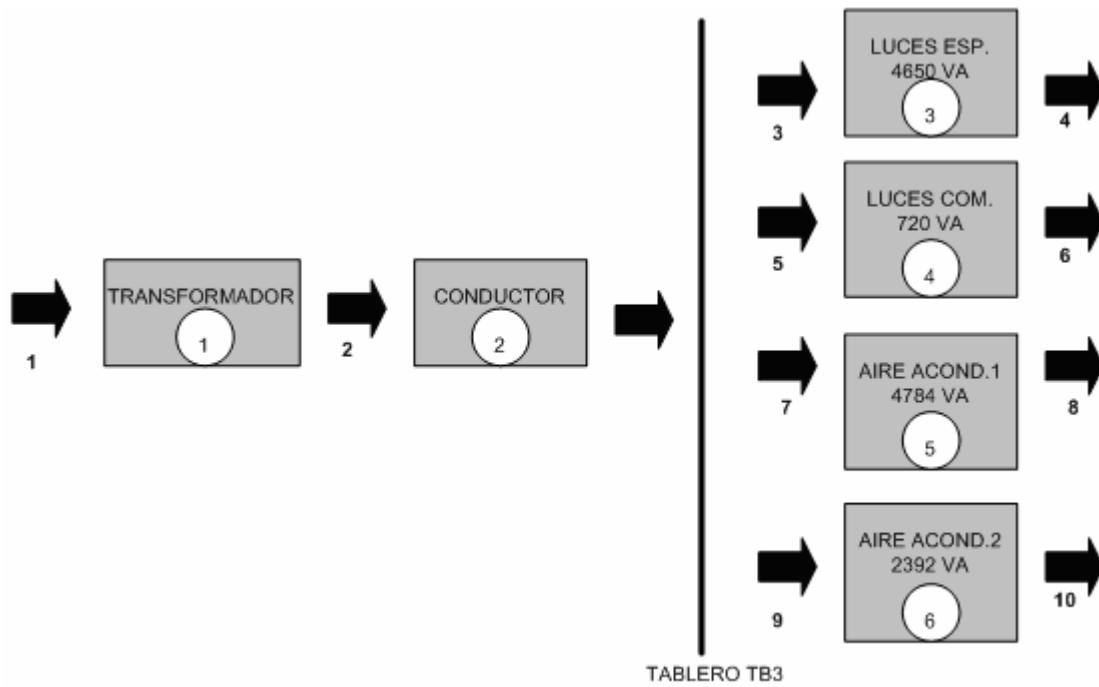 LUCES ESP.
4650 VA
3
3
4
LUCES COM.
720 VA
4
5
6
TRANSFORMADOR
1
1
2
CONDUCTOR
2
AIRE ACOND.1
4784 VA
5
7
8
AIRE ACOND.2
2392 VA
6
9
10
TABLERO TB3